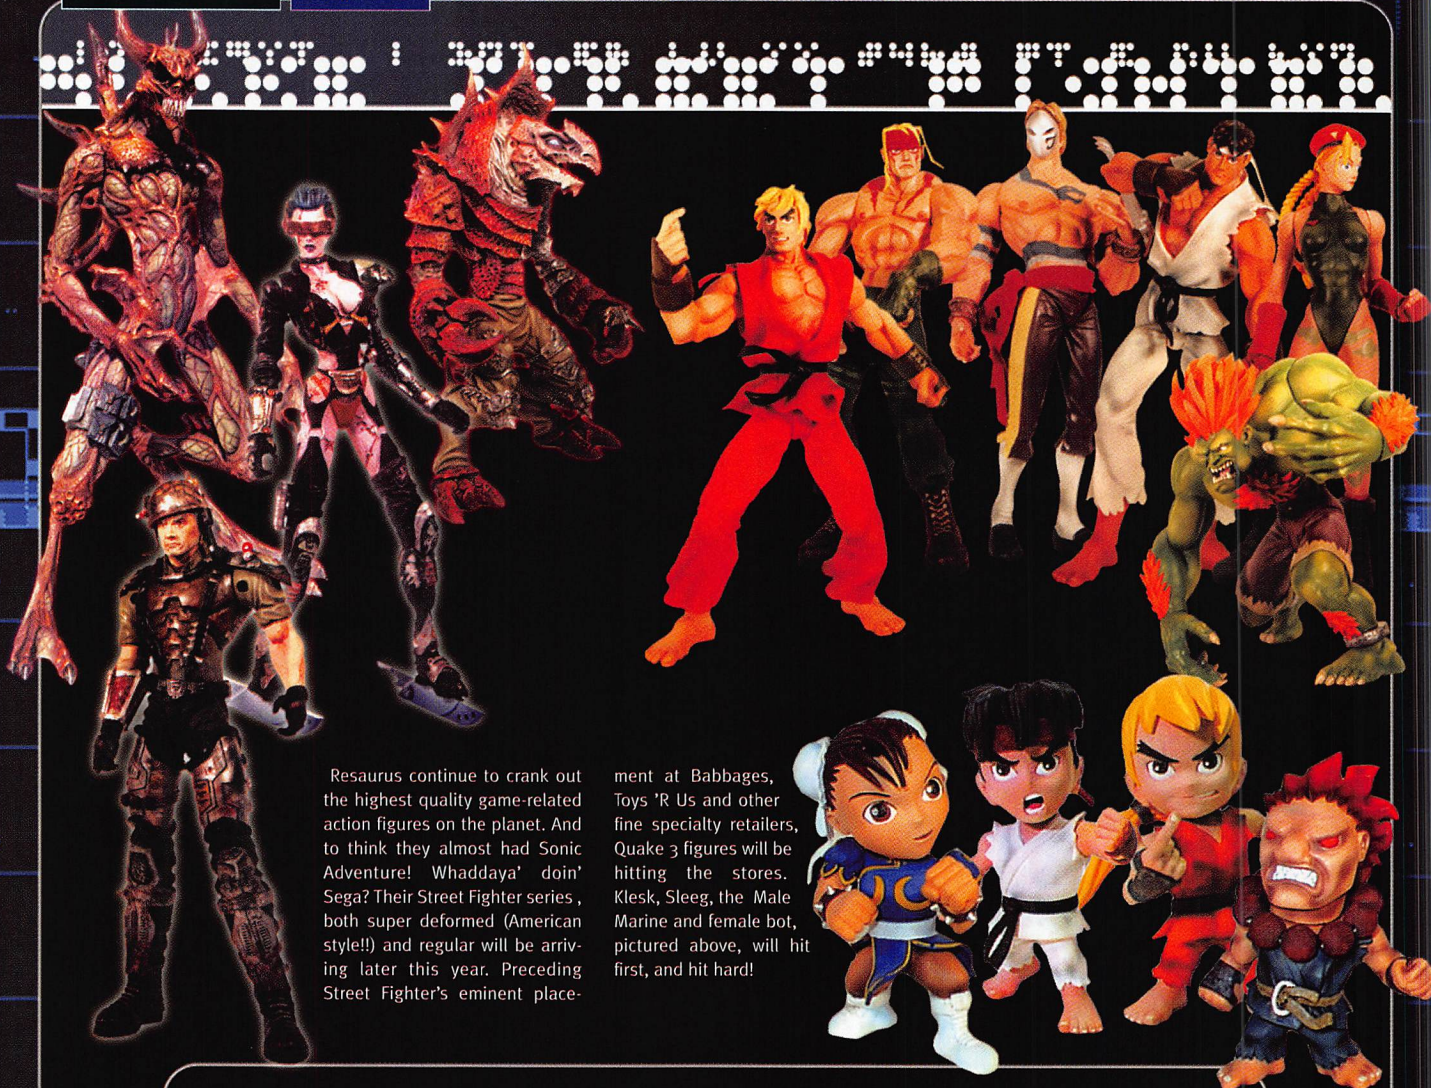 Resaurus continue to crank out
the highest quality game-related
action figures on the planet. And
to think they almost had Sonic
Adventure! Whaddaya' doin'
Sega? Their Street Fighter series ,
both super deformed (American
style!!) and regular will be arriv-
ing later this year. Preceding
Street Fighter's eminent place-
ment at Babbages,
Toys 'R Us and other
fine specialty retailers,
Quake 3 figures will be
hitting the stores.
Klesk, Sleeg, the Male
Marine and female bot,
pictured above, will hit
first, and hit hard!